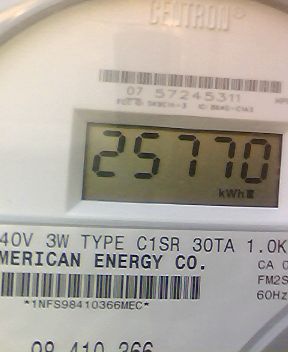 CENTRON®
07 57245311
25770
kWh
40V 3W TYPE C1SR 30TA 1.0K
MERICAN ENERGY CO.
CA 0
FM2S
60Hz
*1NFS98410366MEC*
98 410 366